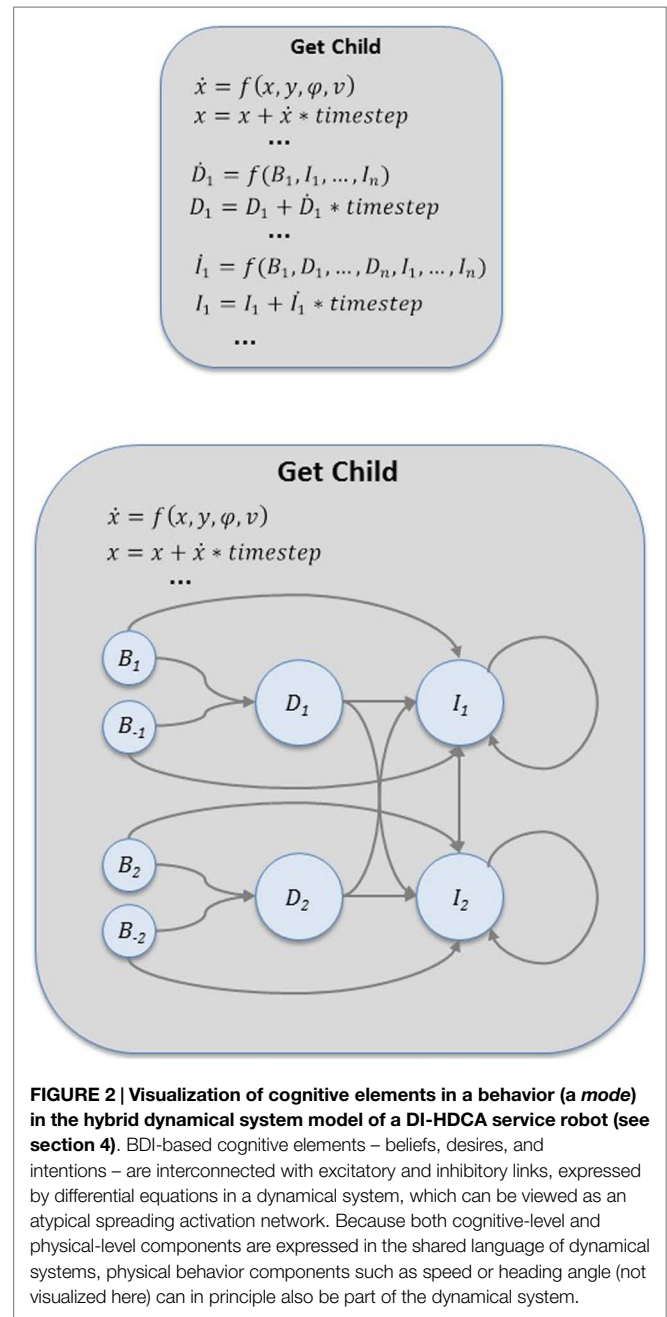 Get Child
ẋ = f(x, y, φ, v)
x = x + ẋ * timestep
...
Ḋ₁ = f(B₁, I₁, ..., Iₙ)
D₁ = D₁ + Ḋ₁ * timestep
...
İ₁ = f(B₁, D₁, ..., Dₙ, I₁, ..., Iₙ)
I₁ = I₁ + İ₁ * timestep
...
Get Child
ẋ = f(x, y, φ, v)
x = x + ẋ * timestep
...
B₁
D₁
I₁
B₋₁
B₂
D₂
I₂
B₋₂
FIGURE 2 | Visualization of cognitive elements in a behavior (a mode)
in the hybrid dynamical system model of a DI-HDCA service robot (see
section 4). BDI-based cognitive elements – beliefs, desires, and
intentions – are interconnected with excitatory and inhibitory links, expressed
by differential equations in a dynamical system, which can be viewed as an
atypical spreading activation network. Because both cognitive-level and
physical-level components are expressed in the shared language of dynamical
systems, physical behavior components such as speed or heading angle (not
visualized here) can in principle also be part of the dynamical system.